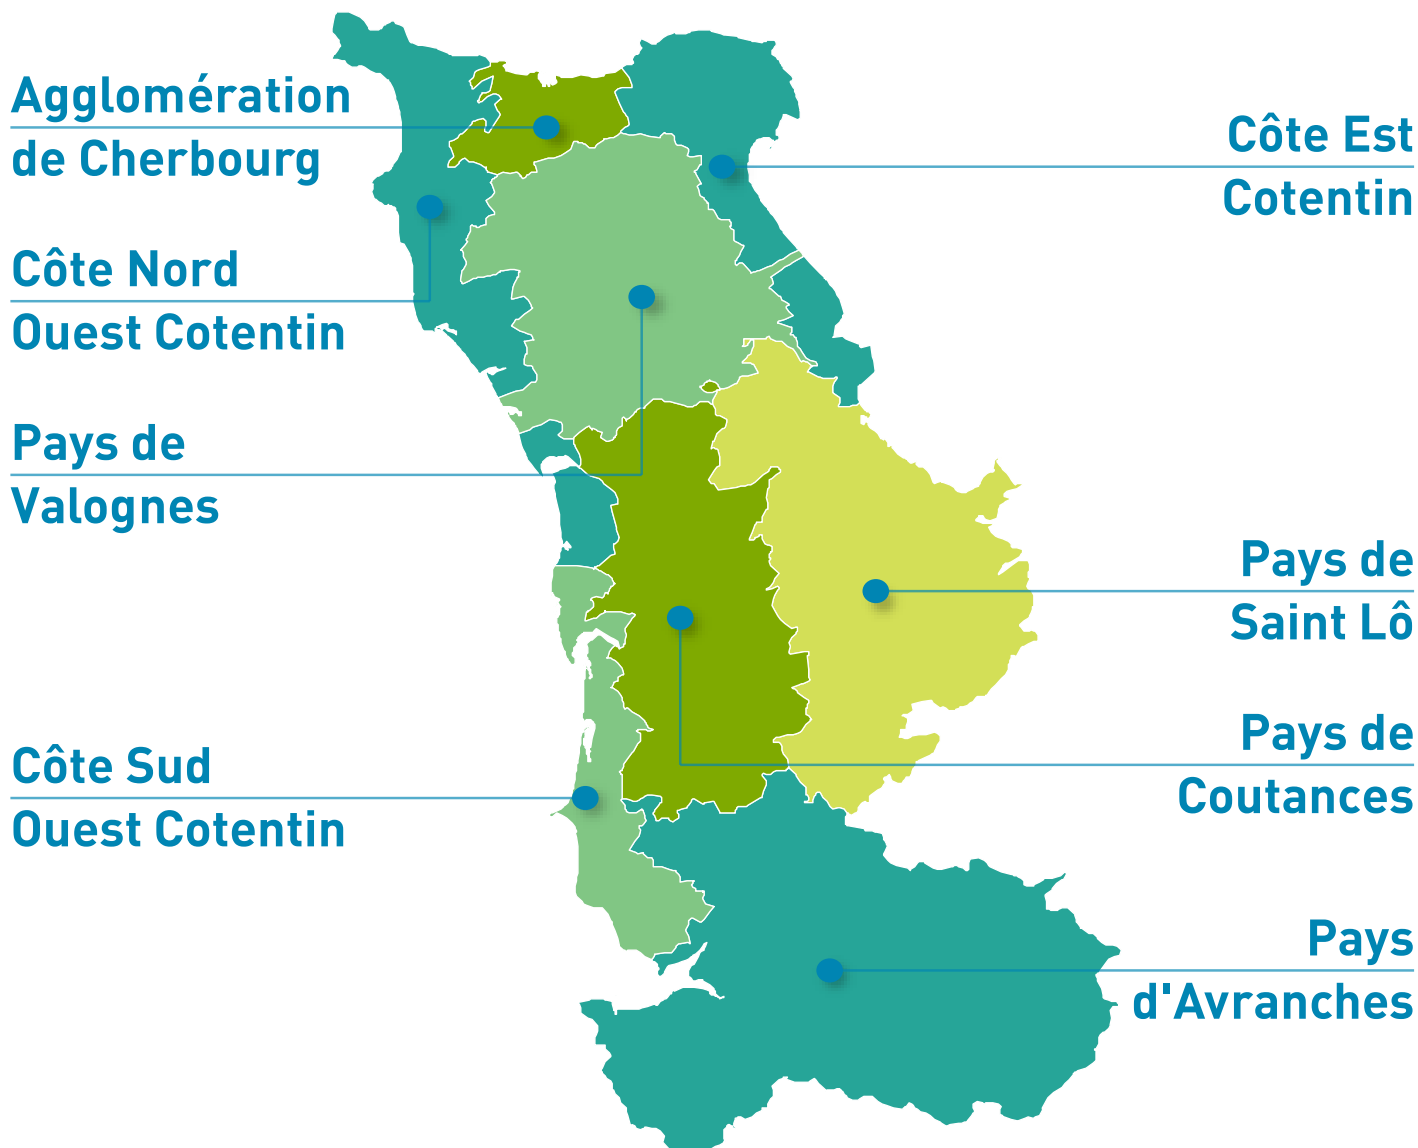 Agglomération
de Cherbourg
Côte Est
Cotentin
Côte Nord
Ouest Cotentin
Pays de
Valognes
Pays de
Saint Lô
Pays de
Coutances
Côte Sud
Ouest Cotentin
Pays
d'Avranches